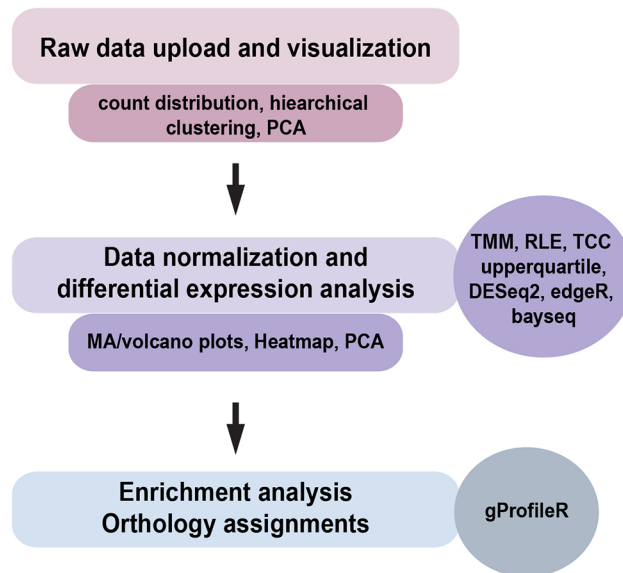 Raw data upload and visualization
count distribution, hiearchical
clustering, PCA
Data normalization and
differential expression analysis
TMM, RLE, TCC
upperquartile,
DESeq2, edgeR,
bayseq
MA/volcano plots, Heatmap, PCA
Enrichment analysis
Orthology assignments
gProfileR